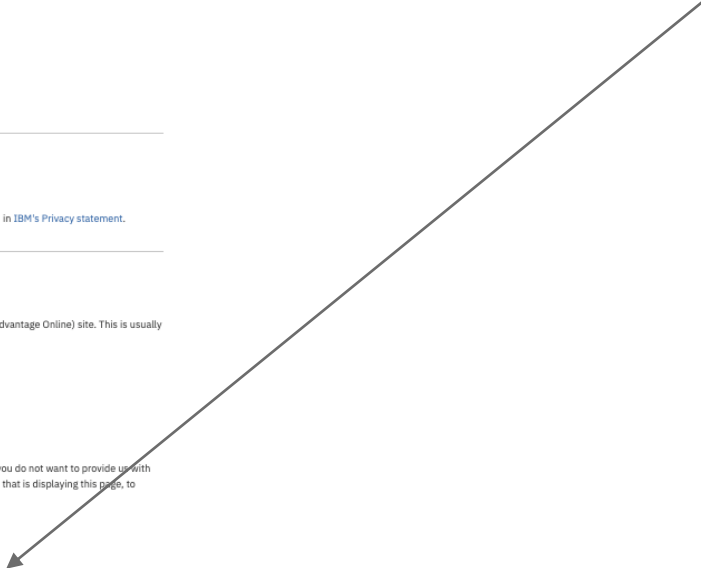 in IBM's Privacy statement.
dvantage Online) site. This is usually
you do not want to provide us with
that is displaying this page, to